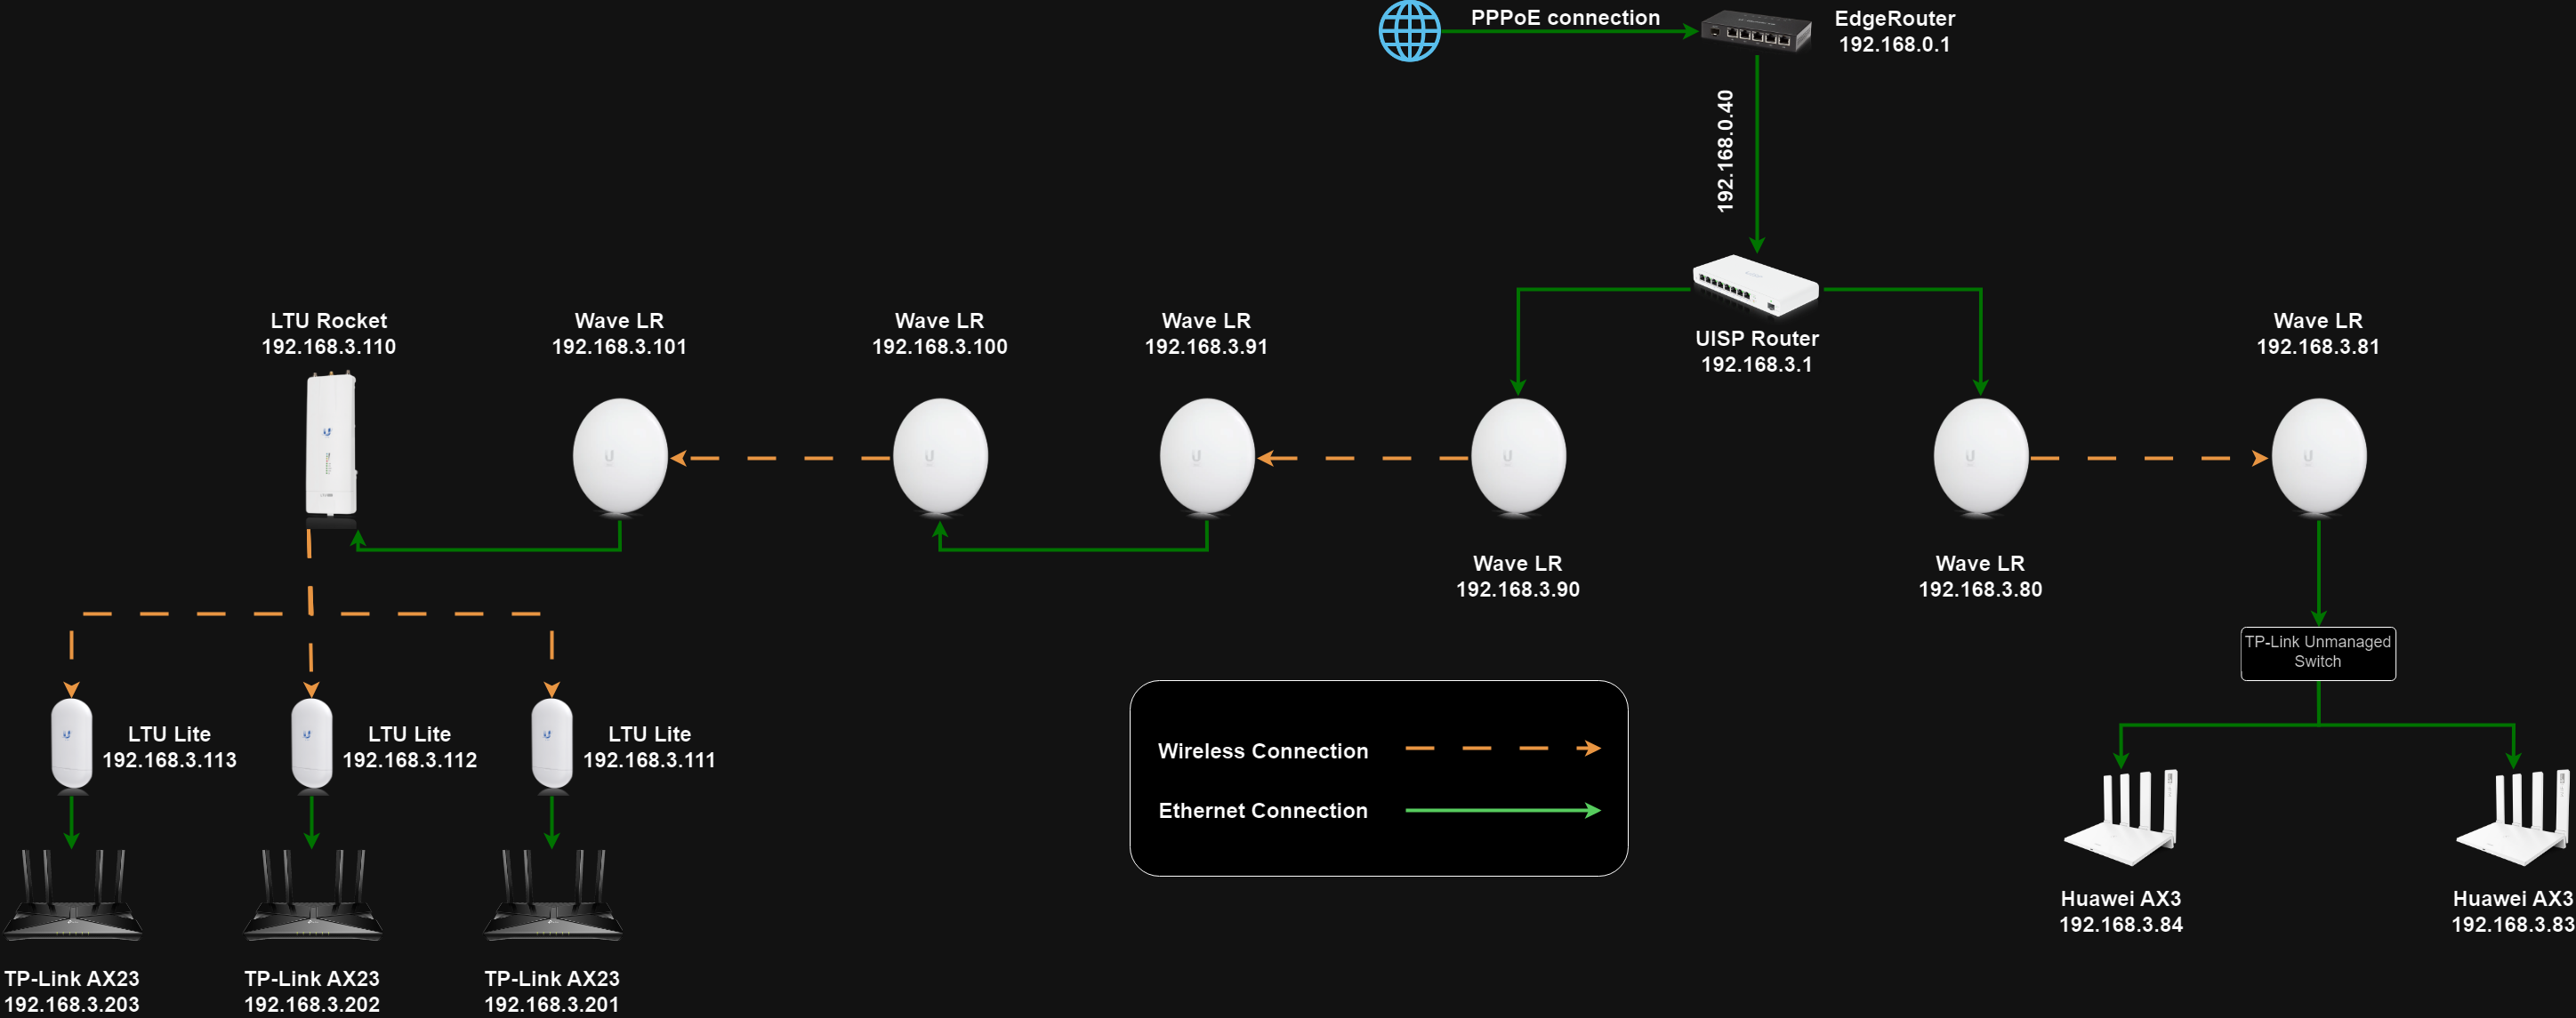 PPPoE connection
EdgeRouter
192.168.0.1
192.168.0.40
UISP Router
192.168.3.1
LTU Rocket
192.168.3.110
Wave LR
192.168.3.101
Wave LR
192.168.3.100
Wave LR
192.168.3.91
Wave LR
192.168.3.81
Wave LR
192.168.3.90
Wave LR
192.168.3.80
TP-Link Unmanaged
Switch
LTU Lite
192.168.3.113
LTU Lite
192.168.3.112
LTU Lite
192.168.3.111
Wireless Connection
Ethernet Connection
Huawei AX3
192.168.3.84
Huawei AX3
192.168.3.83
TP-Link AX23
192.168.3.203
TP-Link AX23
192.168.3.202
TP-Link AX23
192.168.3.201